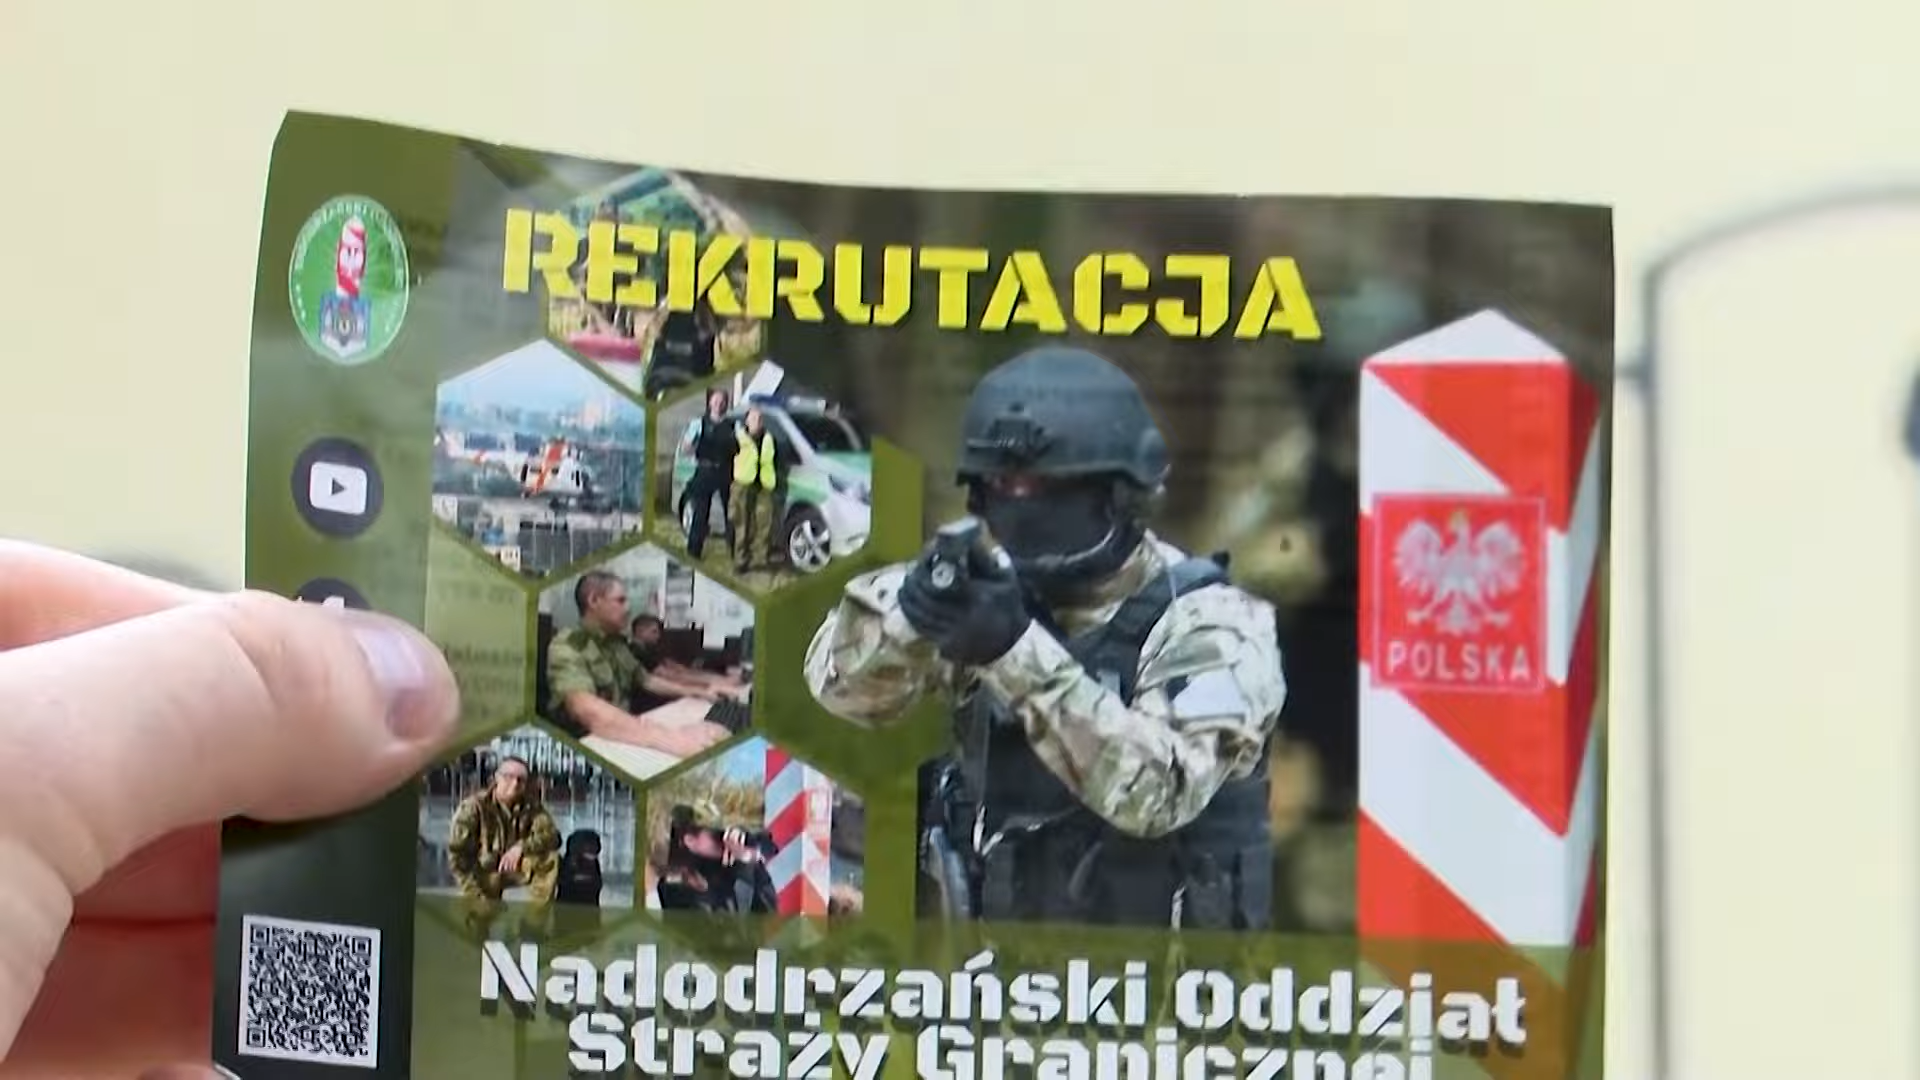 REKRUTACJA
POLSKA
Nadodrzański Oddział
Straży Granicznej